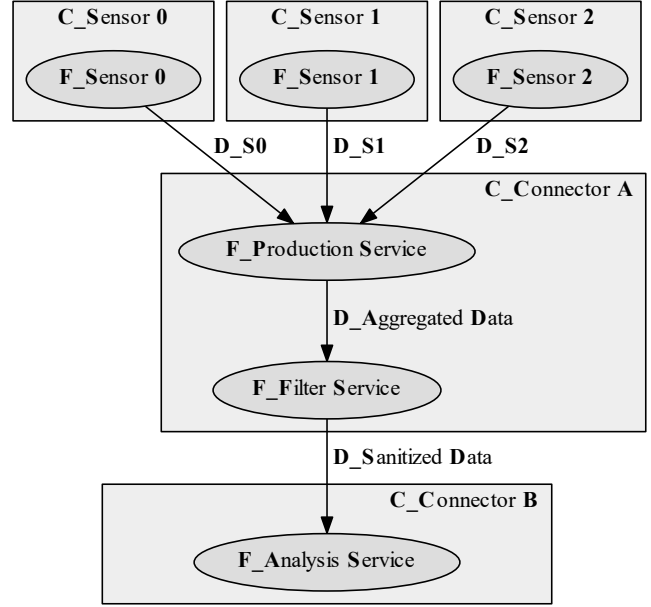 C_Sensor 0
C_Sensor 1
C_Sensor 2
F_Sensor 0
F_Sensor 1
F_Sensor 2
D_S0
D_S1
D_S2
C_Connector A
F_Production Service
D_Aggregated Data
F_Filter Service
D_Sanitized Data
C_Connector B
F_Analysis Service